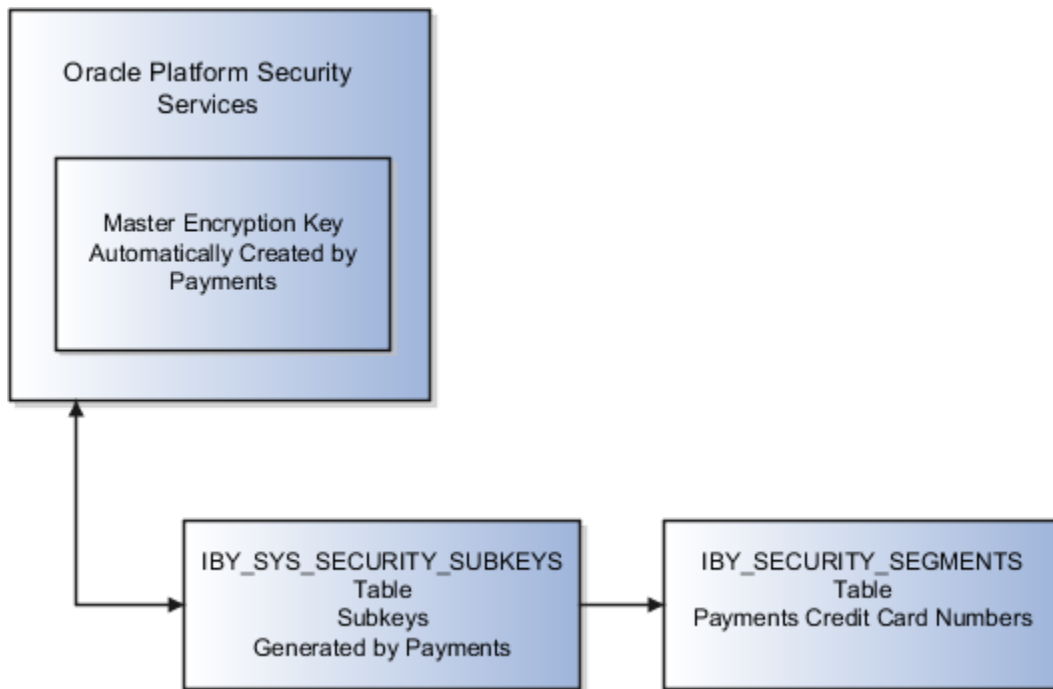 Oracle Platform Security
Services
Master Encryption Key
Automatically Created by
Payments
IBY_SYS_SECURITY_SUBKEYS
Table
Subkeys
Generated by Payments
IBY_SECURITY_SEGMENTS
Table
Payments Credit Card Numbers